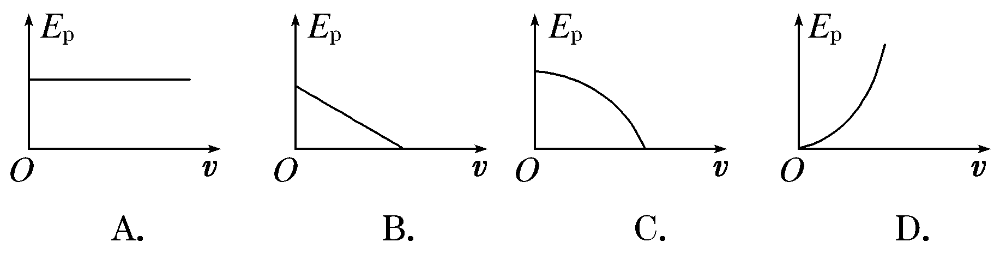 Ep Ep Ep Ep
O v O v O v O v
A. B. C. D.